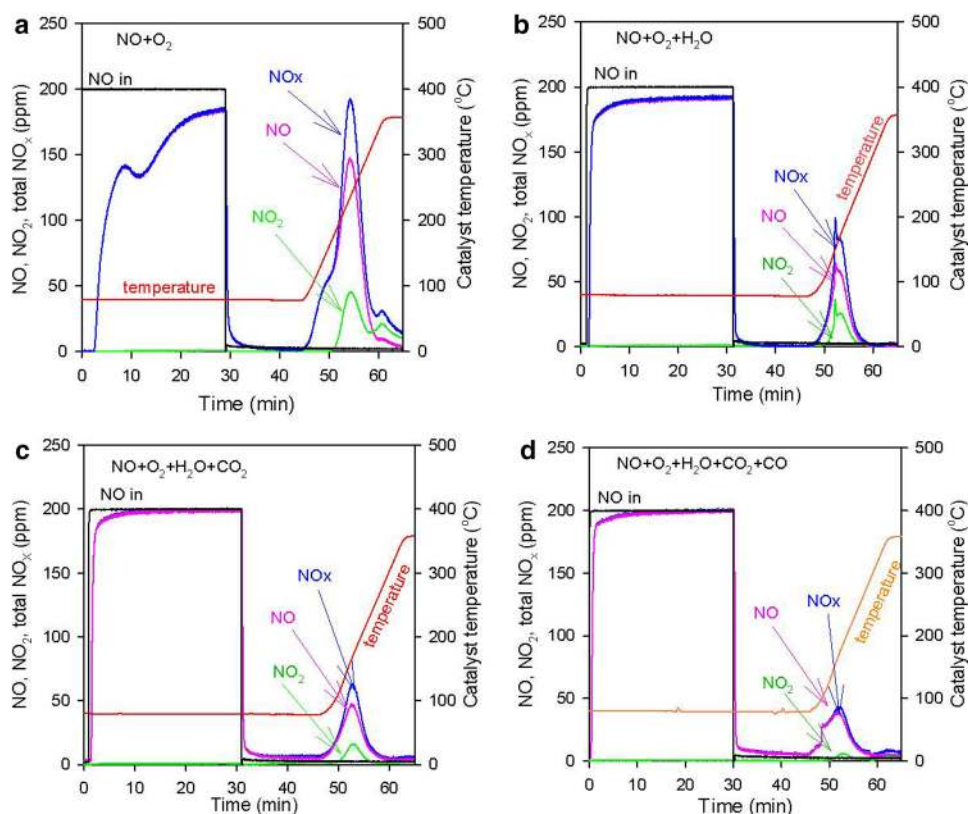 a
NO+O₂
NO in
NOx
NO
NO₂
temperature
250
200
150
100
50
0
500
400
300
200
100
0
0 10 20 30 40 50 60
Time (min)
NO, NO₂, total NOₓ (ppm)
Catalyst temperature (⁰C)
b
NO+O₂+H₂O
NO in
NOx
NO
NO₂
temperature
250
200
150
100
50
0
500
400
300
200
100
0
0 10 20 30 40 50 60
Time (min)
NO, NO₂, total NOₓ (ppm)
Catalyst temperature (⁰C)
c
NO+O₂+H₂O+CO₂
NO in
NOx
NO
NO₂
temperature
250
200
150
100
50
0
500
400
300
200
100
0
0 10 20 30 40 50 60
Time (min)
NO, NO₂, total NOₓ (ppm)
Catalyst temperature (⁰C)
d
NO+O₂+H₂O+CO₂+CO
NO in
NO
NOx
NO₂
temperature
250
200
150
100
50
0
500
400
300
200
100
0
0 10 20 30 40 50 60
Time (min)
NO, NO₂, total NOₓ (ppm)
Catalyst temperature (⁰C)